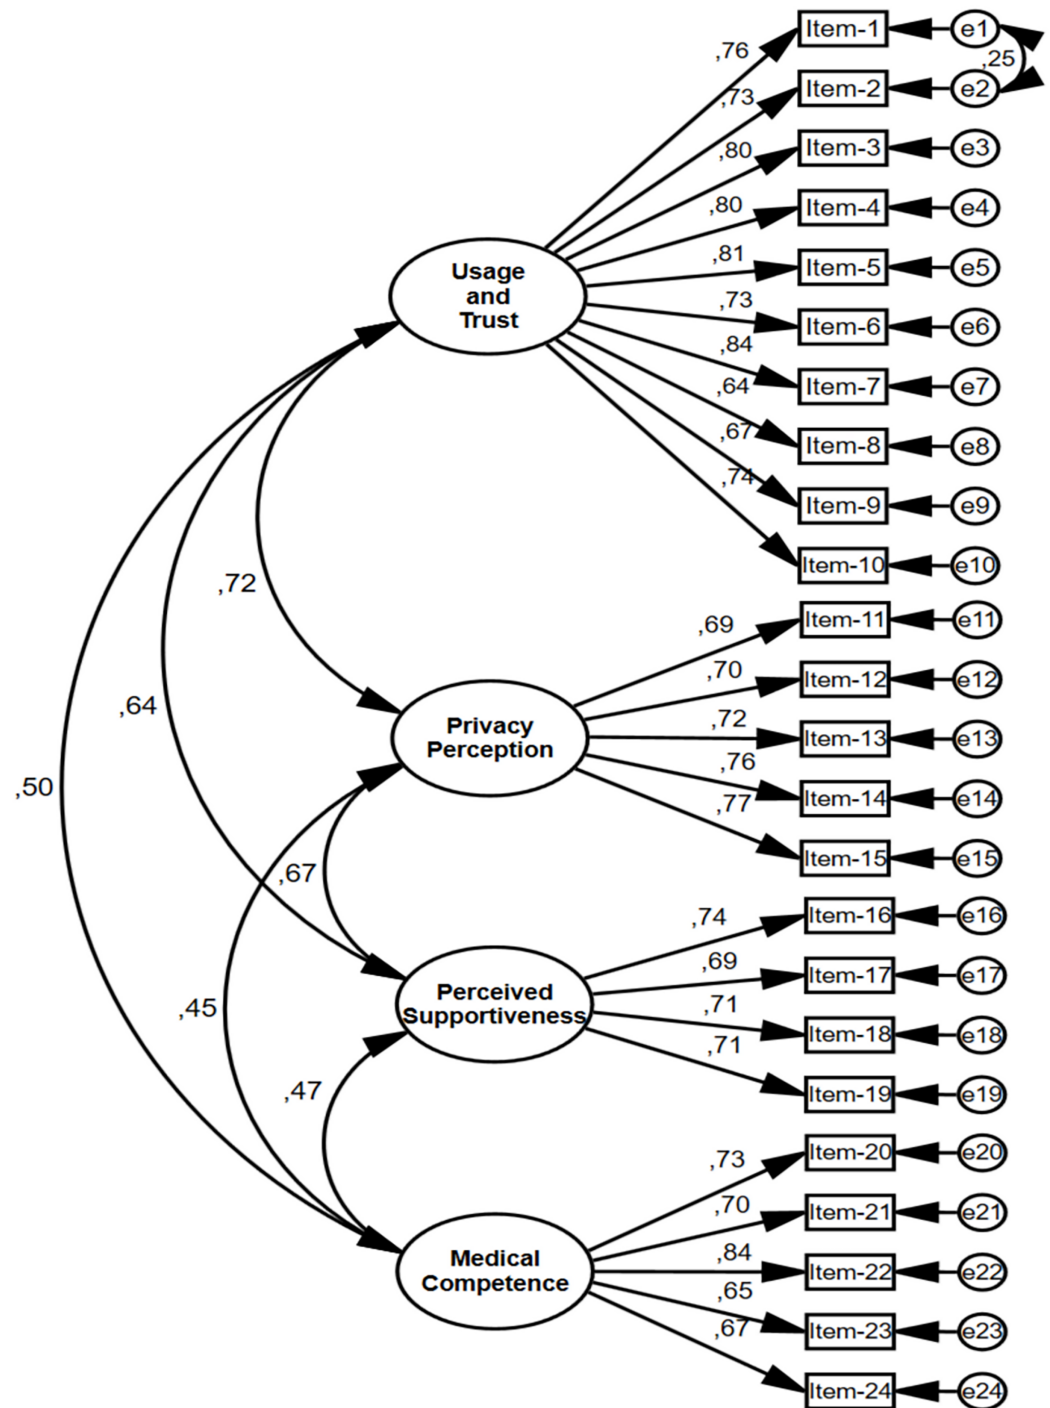 Item-1
e1
,76
,25
Item-2
e2
,73
Item-3
e3
,80
Item-4
e4
,80
Item-5
e5
,81
Usage
and
Trust
Item-6
e6
,73
Item-7
e7
,84
Item-8
e8
,64
Item-9
e9
,67
Item-10
e10
,74
,72
,64
,50
Item-11
e11
,69
Item-12
e12
,70
Privacy
Perception
Item-13
e13
,72
Item-14
e14
,76
Item-15
e15
,77
,67
,45
,47
Item-16
e16
,74
Item-17
e17
,69
Perceived
Supportiveness
Item-18
e18
,71
Item-19
e19
,71
Item-20
e20
,73
Item-21
e21
,70
Medical
Competence
Item-22
e22
,84
Item-23
e23
,65
Item-24
e24
,67